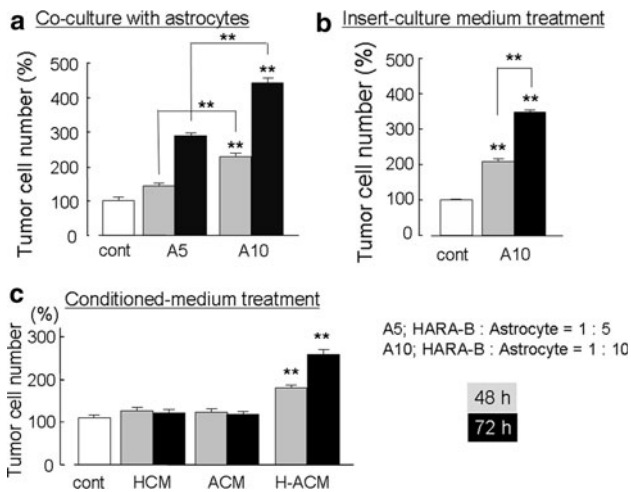 a Co-culture with astrocytes
Tumor cell number (%)
500
400
300
200
100
0
**
**
**
**
cont A5 A10
b Insert-culture medium treatment
Tumor cell number (%)
500
400
300
200
100
0
**
**
**
cont A10
c Conditioned-medium treatment
(%)
Tumor cell number
300
200
100
0
**
**
cont HCM ACM H-ACM
A5; HARA-B : Astrocyte = 1 : 5
A10; HARA-B : Astrocyte = 1 : 10
48 h
72 h